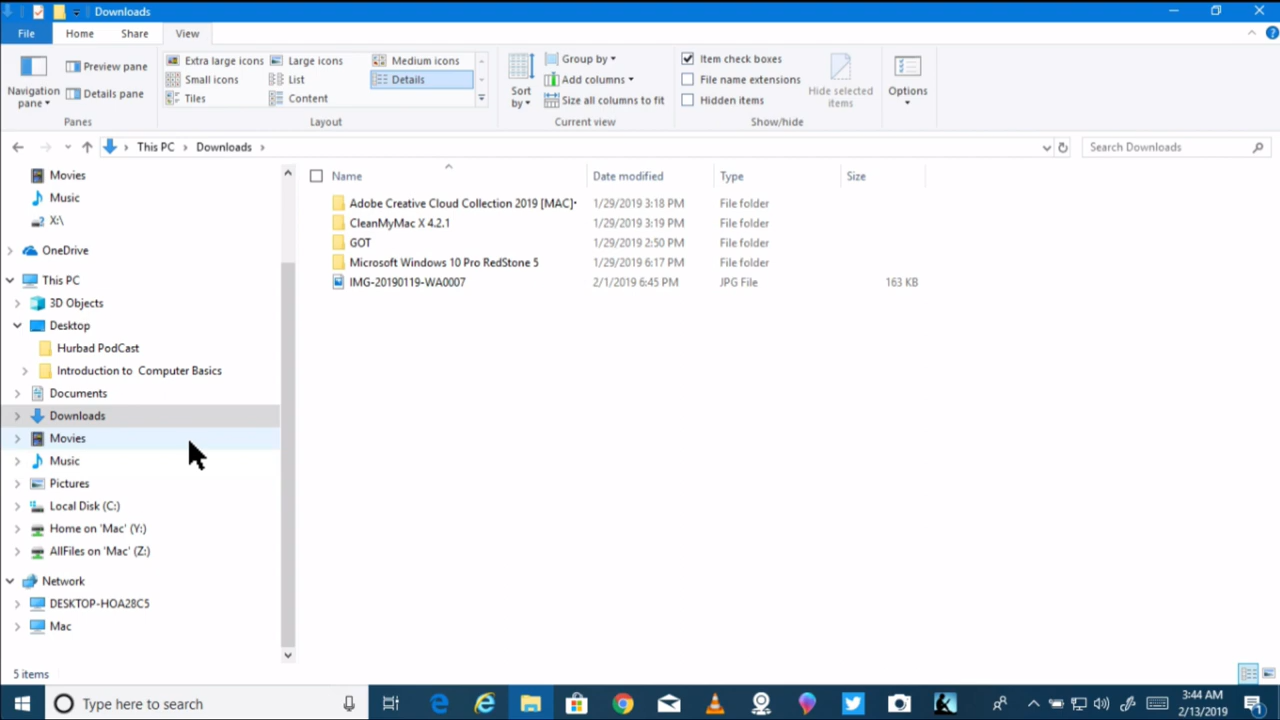 Downloads
File Home Share View
Navigation pane
Preview pane
Details pane
Panes
Extra large icons Large icons Medium icons
Small icons List Details
Tiles Content
Layout
Sort by
Group by
Add columns
Size all columns to fit
Current view
Item check boxes
File name extensions
Hidden items
Hide selected items
Show/hide
Options
This PC > Downloads >
Search Downloads
Movies
Music
X:\
OneDrive
This PC
3D Objects
Desktop
Hurbad PodCast
Introduction to Computer Basics
Documents
Downloads
Movies
Music
Pictures
Local Disk (C:)
Home on 'Mac' (Y:)
AllFiles on 'Mac' (Z:)
Network
DESKTOP-HOA28C5
Mac
Name Date modified Type Size
Adobe Creative Cloud Collection 2019 [MAC]• 1/29/2019 3:18 PM File folder
CleanMyMac X 4.2.1 1/29/2019 3:19 PM File folder
GOT 1/29/2019 2:50 PM File folder
Microsoft Windows 10 Pro RedStone 5 1/29/2019 6:17 PM File folder
IMG-20190119-WA0007 2/1/2019 6:45 PM JPG File 163 KB
5 items
Type here to search
3:44 AM
2/13/2019
1